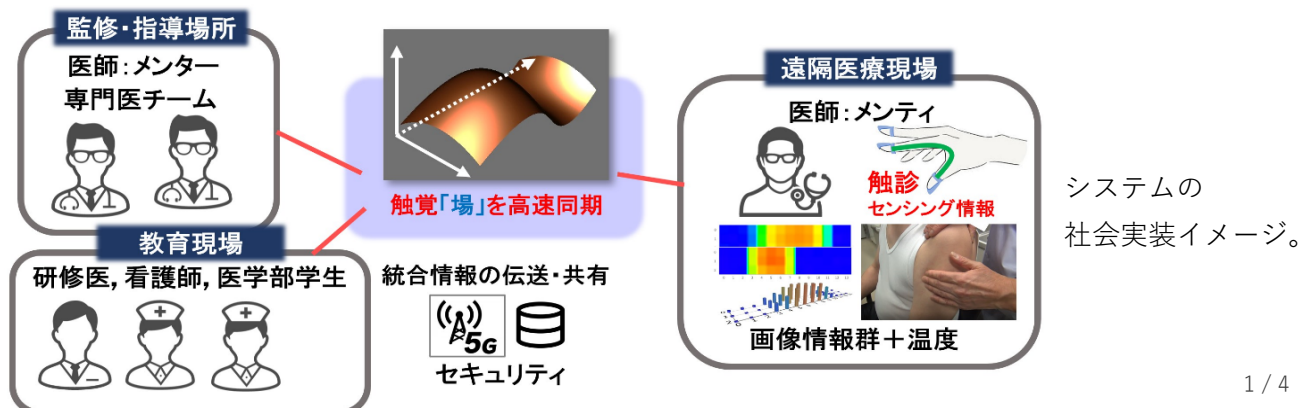 監修・指導場所
医師：メンター
専門医チーム
教育現場
研修医, 看護師, 医学部学生
触覚「場」を高速同期
統合情報の伝送・共有
5G
セキュリティ
遠隔医療現場
医師：メンティ
触診
センシング情報
画像情報群＋温度
システムの
社会実装イメージ。
1 / 4